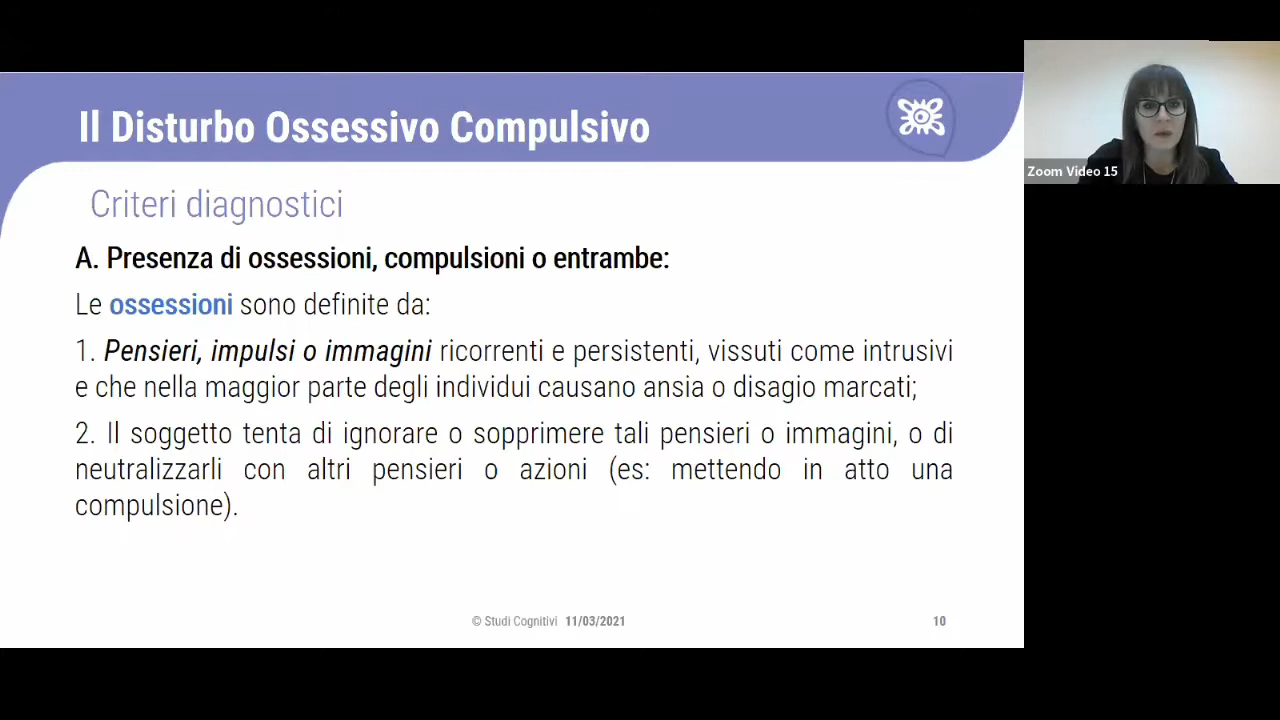 Il Disturbo Ossessivo Compulsivo
Zoom Video 15
Criteri diagnostici
A. Presenza di ossessioni, compulsioni o entrambe:
Le ossessioni sono definite da:
1. Pensieri, impulsi o immagini ricorrenti e persistenti, vissuti come intrusivi
e che nella maggior parte degli individui causano ansia o disagio marcati;
2. Il soggetto tenta di ignorare o sopprimere tali pensieri o immagini, o di
neutralizzarli con altri pensieri o azioni (es: mettendo in atto una
compulsione).
© Studi Cognitivi 11/03/2021 10